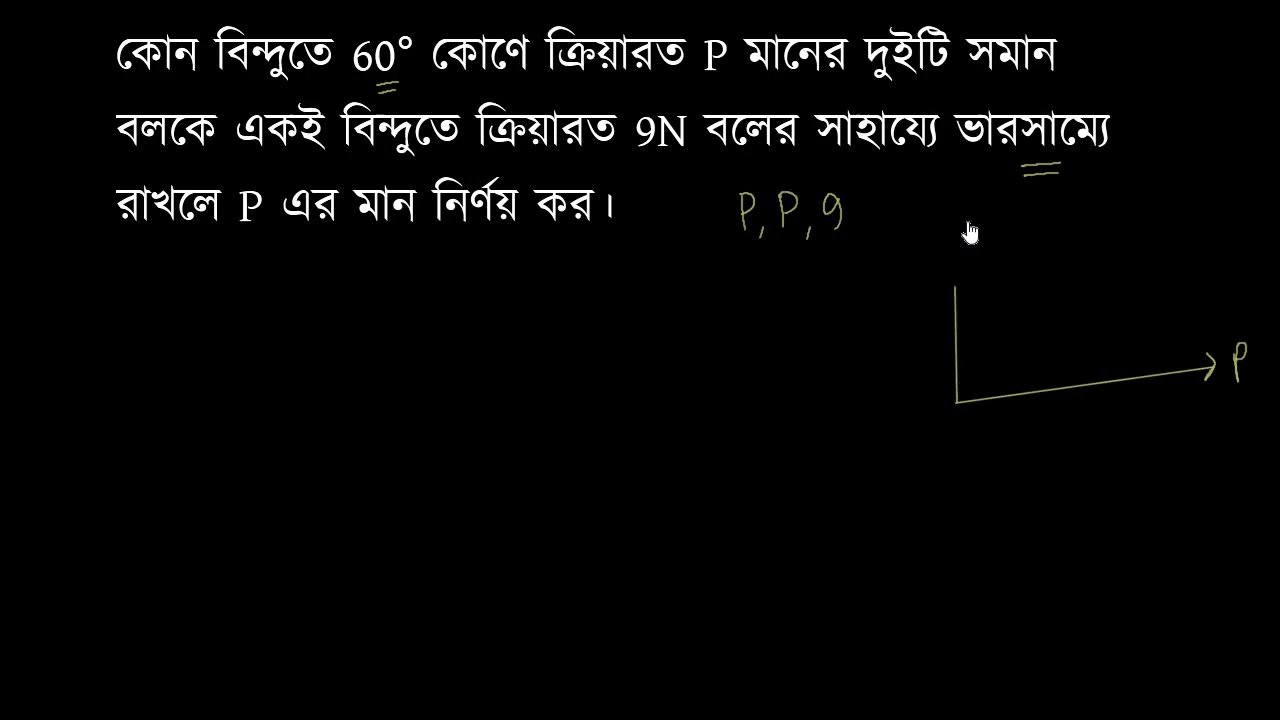 কোন বিন্দুতে 60° কোণে ক্রিয়ারত P মানের দুইটি সমান
বলকে একই বিন্দুতে ক্রিয়ারত 9N বলের সাহায্যে ভারসাম্যে
রাখলে P এর মান নির্ণয় কর।
P, P, 9
P